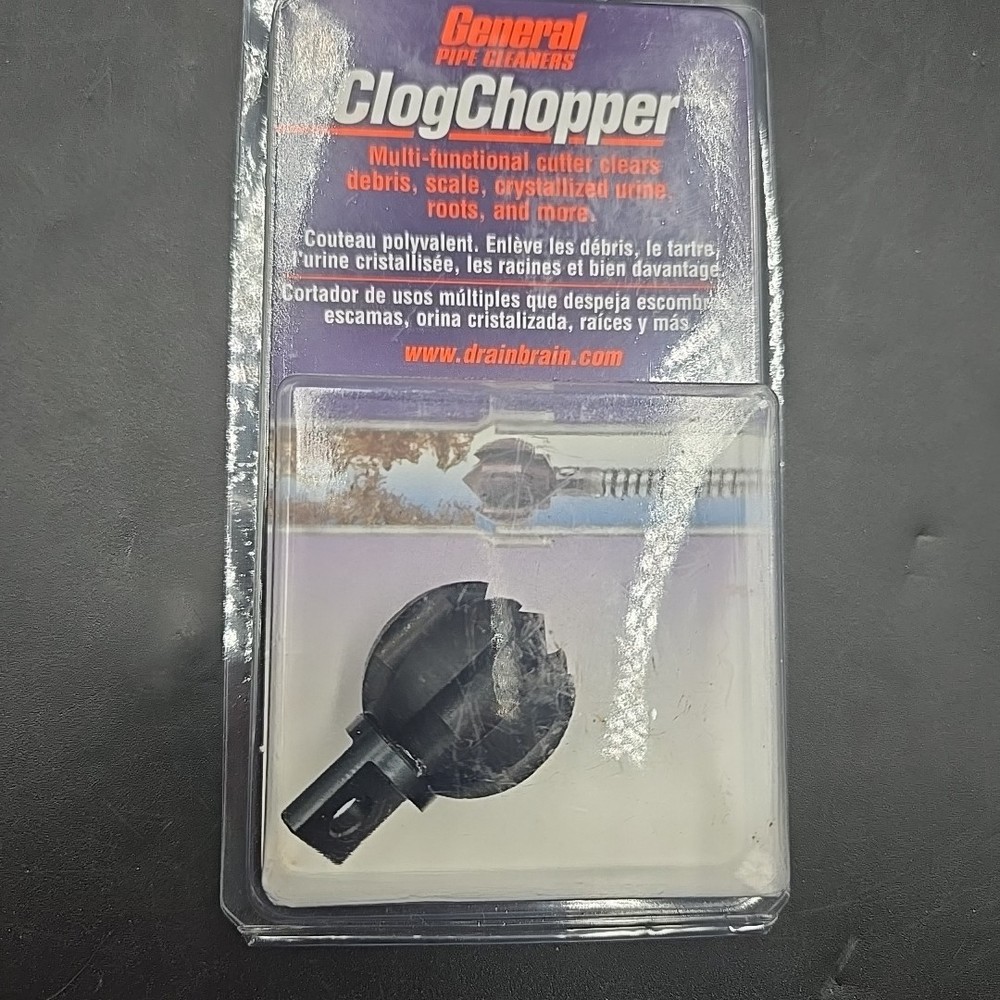 General
PIPE CLEANERS
ClogChopper
Multi-functional cutter clears
debris, scale, crystallized urine,
roots, and more.
Couteau polyvalent. Enlève les débris, le tartre,
l'urine cristallisée, les racines et bien davantage
Cortador de usos múltiples que despeja
escamas, orina cristalizada, raíces y más
www.drainbrain.com